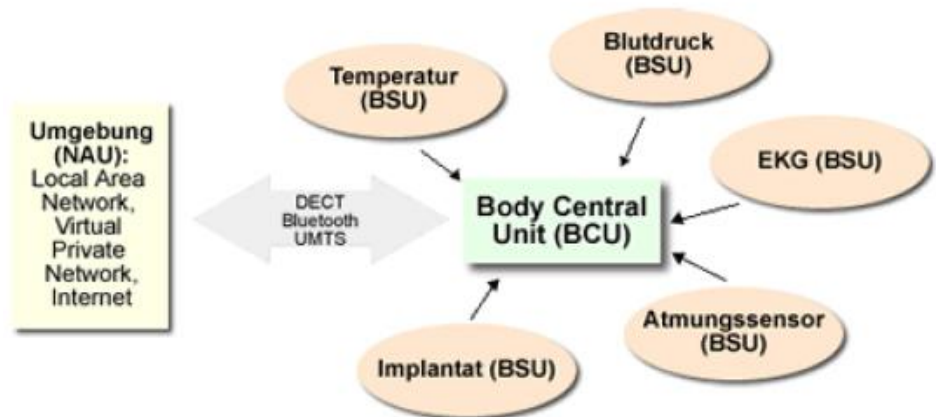 Umgebung
(NAU):
Local Area
Network,
Virtual
Private
Network,
Internet
DECT
Bluetooth
UMTS
Temperatur
(BSU)
Blutdruck
(BSU)
EKG (BSU)
Body Central
Unit (BCU)
Atmungssensor
(BSU)
Implantat (BSU)